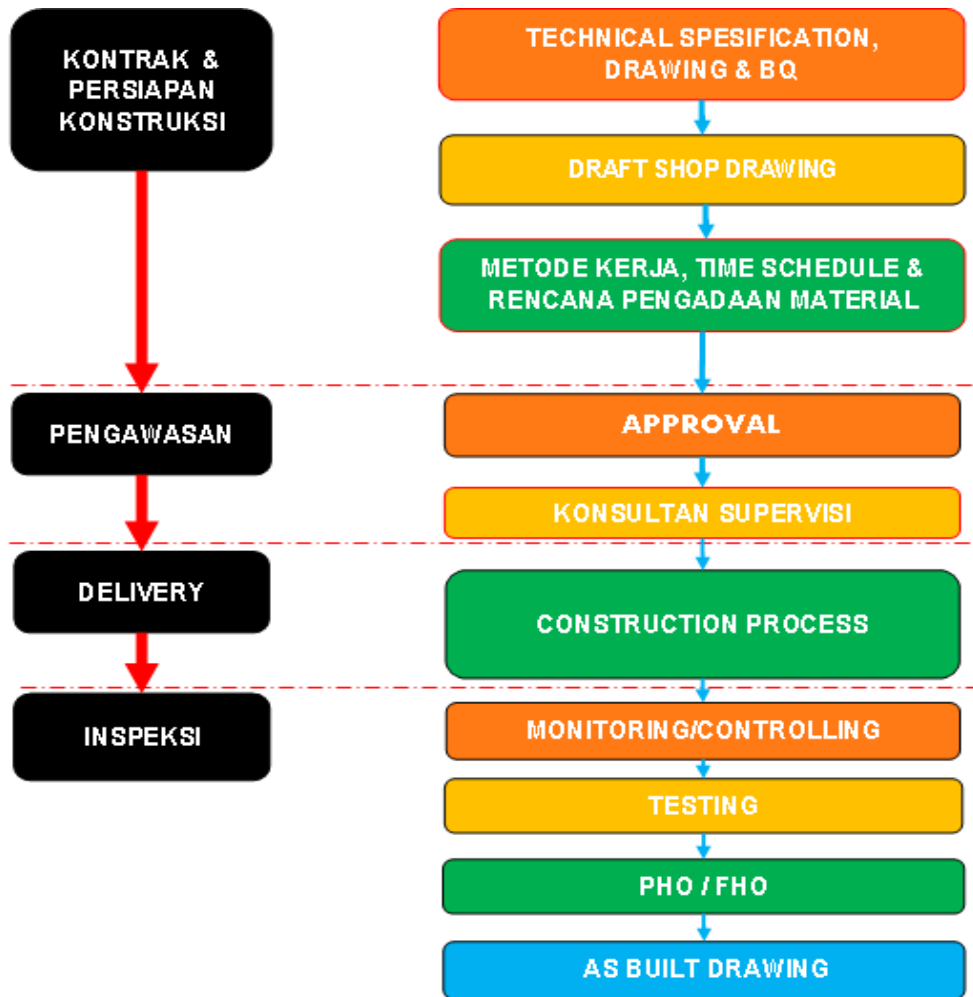 KONTRAK &
PERSIAPAN
KONSTRUKSI
TECHNICAL SPESIFICATION,
DRAWING & BQ
DRAFT SHOP DRAWING
METODE KERJA, TIME SCHEDULE &
RENCANA PENGADAAN MATERIAL
PENGAWASAN
APPROVAL
KONSULTAN SUPERVISI
DELIVERY
CONSTRUCTION PROCESS
INSPEKSI
MONITORING/CONTROLLING
TESTING
PHO / FHO
AS BUILT DRAWING